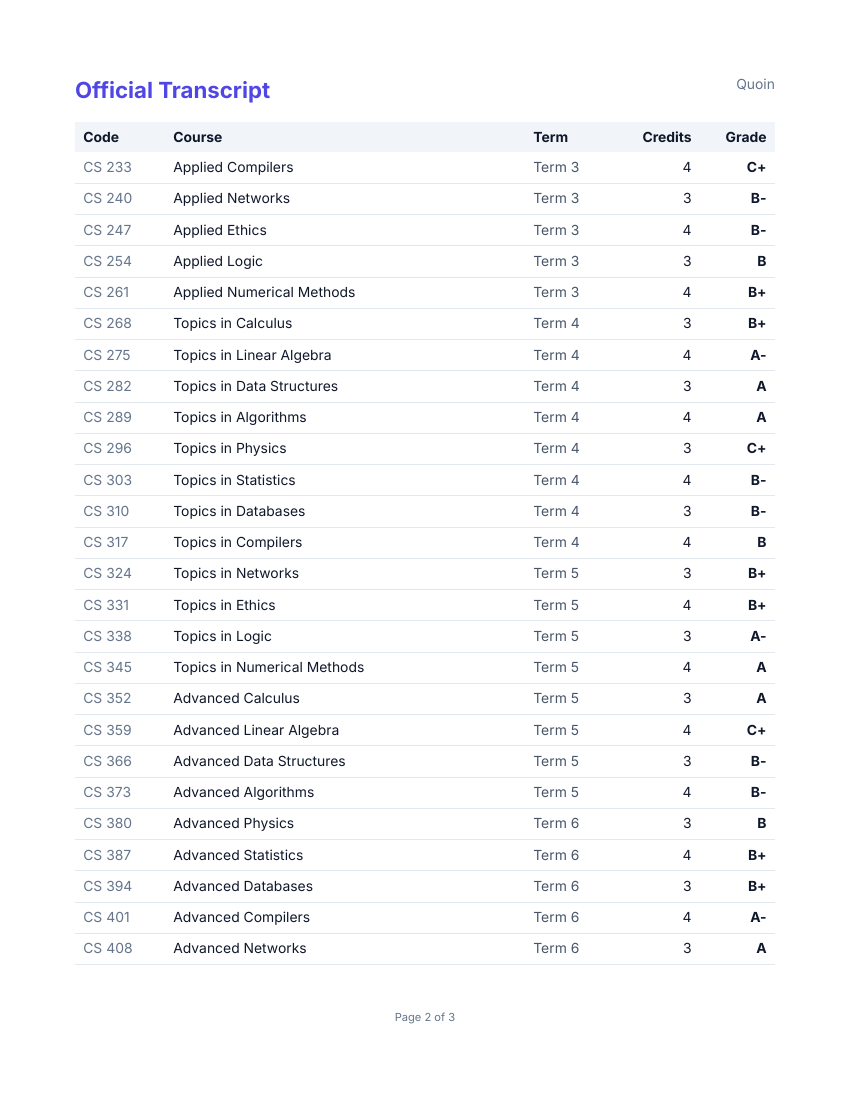 Official Transcript
Quoin
Code Course Term Credits Grade
CS 233 Applied Compilers Term 3 4 C+
CS 240 Applied Networks Term 3 3 B-
CS 247 Applied Ethics Term 3 4 B-
CS 254 Applied Logic Term 3 3 B
CS 261 Applied Numerical Methods Term 3 4 B+
CS 268 Topics in Calculus Term 4 3 B+
CS 275 Topics in Linear Algebra Term 4 4 A-
CS 282 Topics in Data Structures Term 4 3 A
CS 289 Topics in Algorithms Term 4 4 A
CS 296 Topics in Physics Term 4 3 C+
CS 303 Topics in Statistics Term 4 4 B-
CS 310 Topics in Databases Term 4 3 B-
CS 317 Topics in Compilers Term 4 4 B
CS 324 Topics in Networks Term 5 3 B+
CS 331 Topics in Ethics Term 5 4 B+
CS 338 Topics in Logic Term 5 3 A-
CS 345 Topics in Numerical Methods Term 5 4 A
CS 352 Advanced Calculus Term 5 3 A
CS 359 Advanced Linear Algebra Term 5 4 C+
CS 366 Advanced Data Structures Term 5 3 B-
CS 373 Advanced Algorithms Term 5 4 B-
CS 380 Advanced Physics Term 6 3 B
CS 387 Advanced Statistics Term 6 4 B+
CS 394 Advanced Databases Term 6 3 B+
CS 401 Advanced Compilers Term 6 4 A-
CS 408 Advanced Networks Term 6 3 A
Page 2 of 3